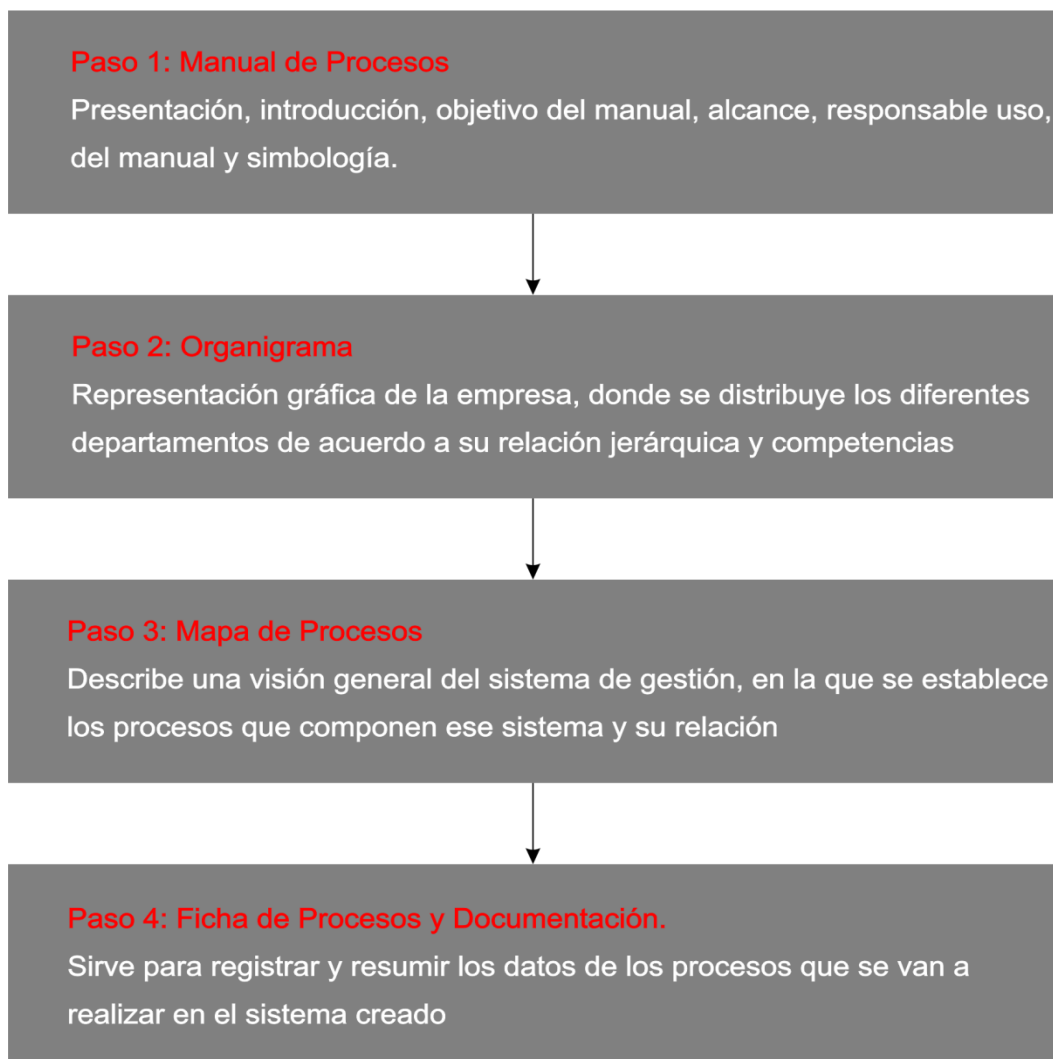 Paso 1: Manual de Procesos
Presentación, introducción, objetivo del manual, alcance, responsable uso,
del manual y simbología.
Paso 2: Organigrama
Representación gráfica de la empresa, donde se distribuye los diferentes
departamentos de acuerdo a su relación jerárquica y competencias
Paso 3: Mapa de Procesos
Describe una visión general del sistema de gestión, en la que se establece
los procesos que componen ese sistema y su relación
Paso 4: Ficha de Procesos y Documentación.
Sirve para registrar y resumir los datos de los procesos que se van a
realizar en el sistema creado